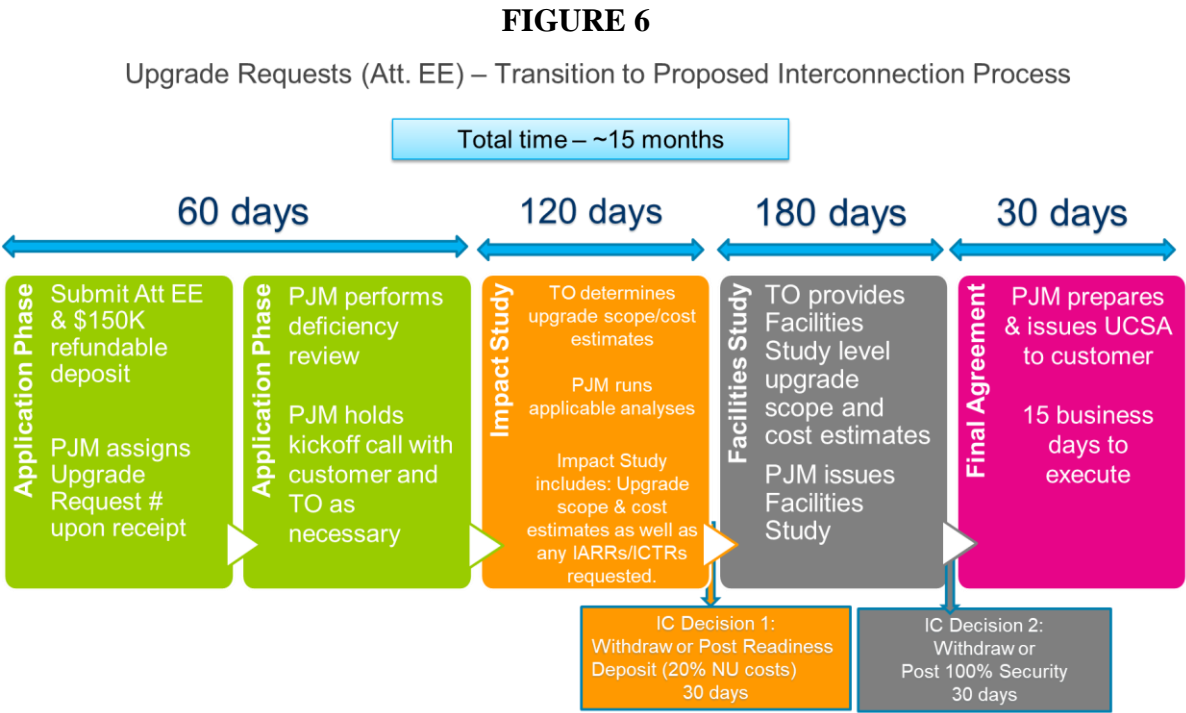 FIGURE 6
Upgrade Requests (Att. EE) – Transition to Proposed Interconnection Process
Total time – ~15 months
60 days
120 days
180 days
30 days
Application Phase
Submit Att EE
& $150K
refundable
deposit
PJM assigns
Upgrade
Request #
upon receipt
Application Phase
PJM performs
deficiency
review
PJM holds
kickoff call with
customer and
TO as
necessary
Impact Study
TO determines
upgrade scope/cost
estimates
PJM runs
applicable analyses
Impact Study
includes: Upgrade
scope & cost
estimates as well as
any IARRs/ICTRs
requested.
Facilities Study
TO provides
Facilities
Study level
upgrade
scope and
cost estimates
PJM issues
Facilities
Study
Final Agreement
PJM prepares
& issues UCSA
to customer
15 business
days to
execute
IC Decision 1:
Withdraw or Post Readiness
Deposit (20% NU costs)
30 days
IC Decision 2:
Withdraw or
Post 100% Security
30 days